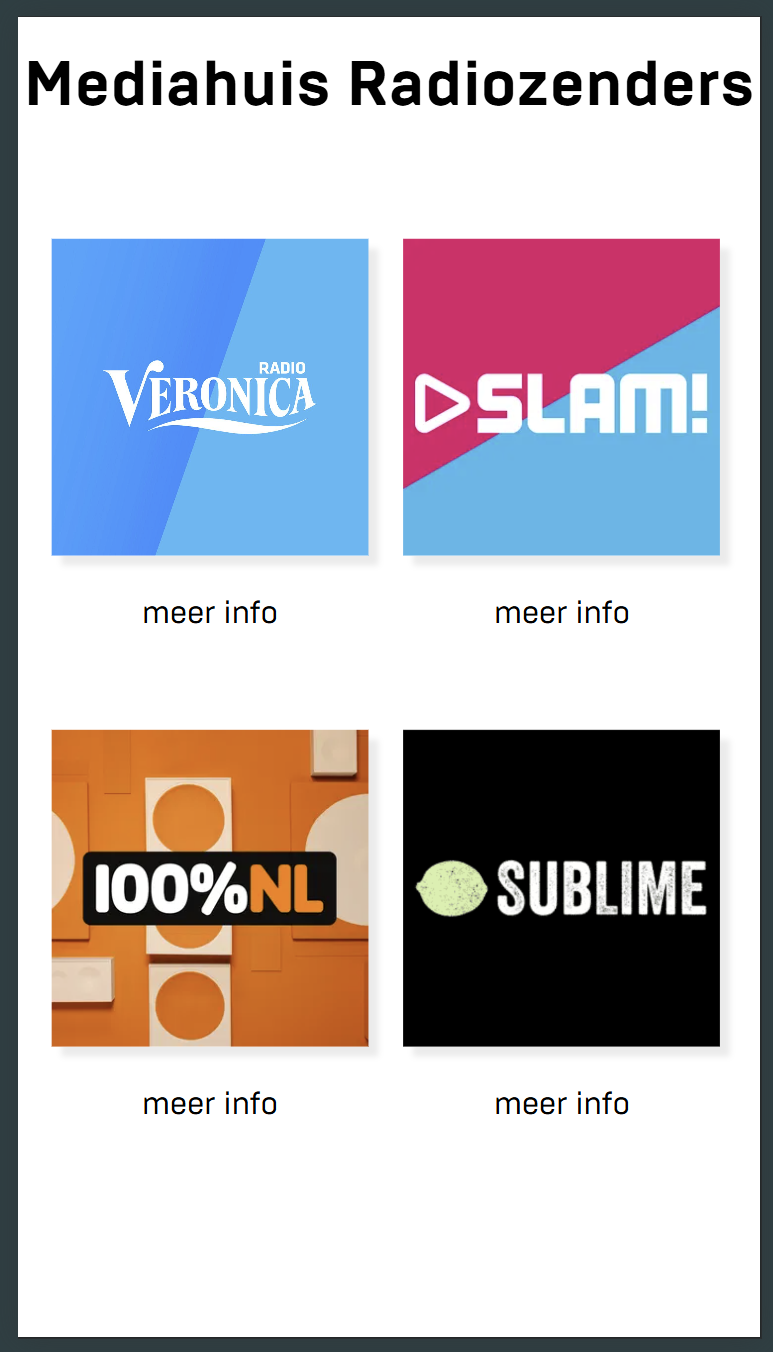 Mediahuis Radiozenders
RADIO
VERONICA
SLAM!
meer info
meer info
100%NL
SUBLIME
meer info
meer info